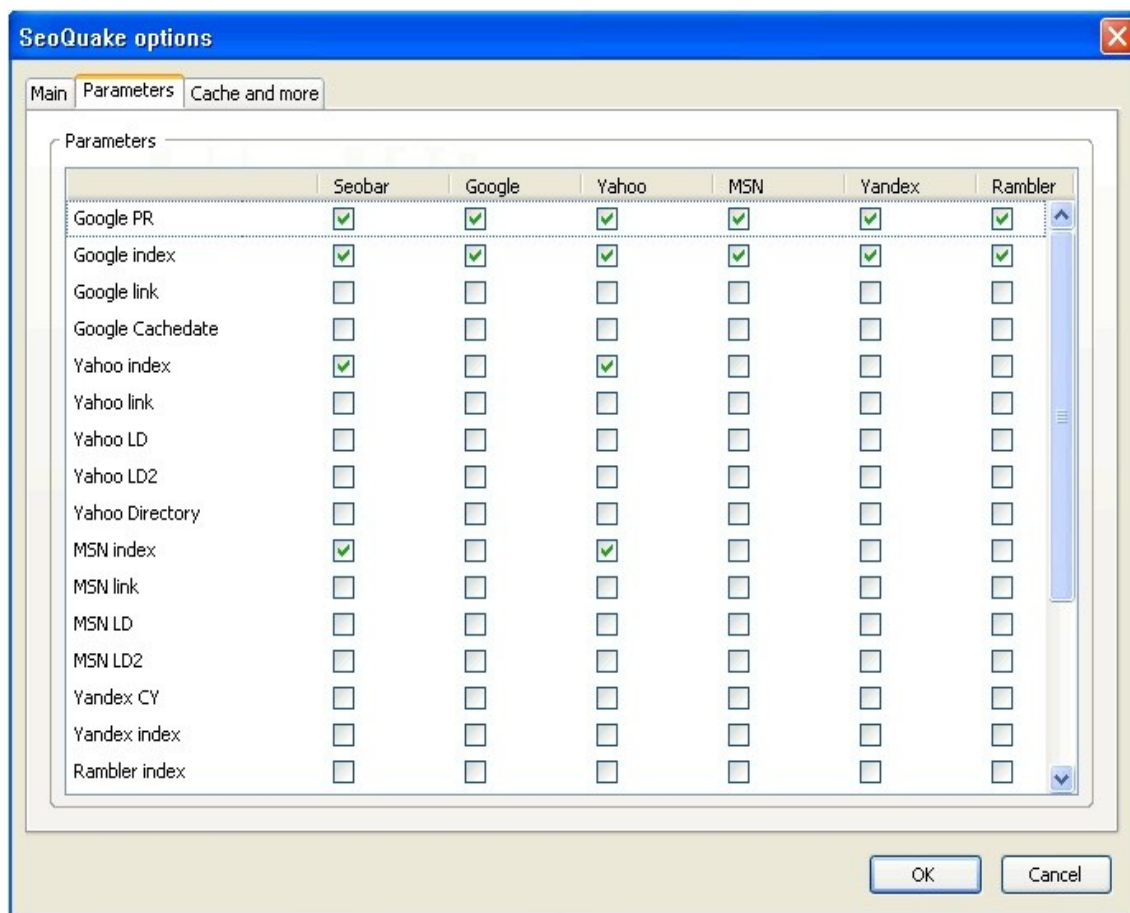 SeoQuake options
Main Parameters Cache and more
Parameters
Seobar Google Yahoo MSN Yandex Rambler
Google PR
Google index
Google link
Google Cachedate
Yahoo index
Yahoo link
Yahoo LD
Yahoo LD2
Yahoo Directory
MSN index
MSN link
MSN LD
MSN LD2
Yandex CY
Yandex index
Rambler index
OK Cancel